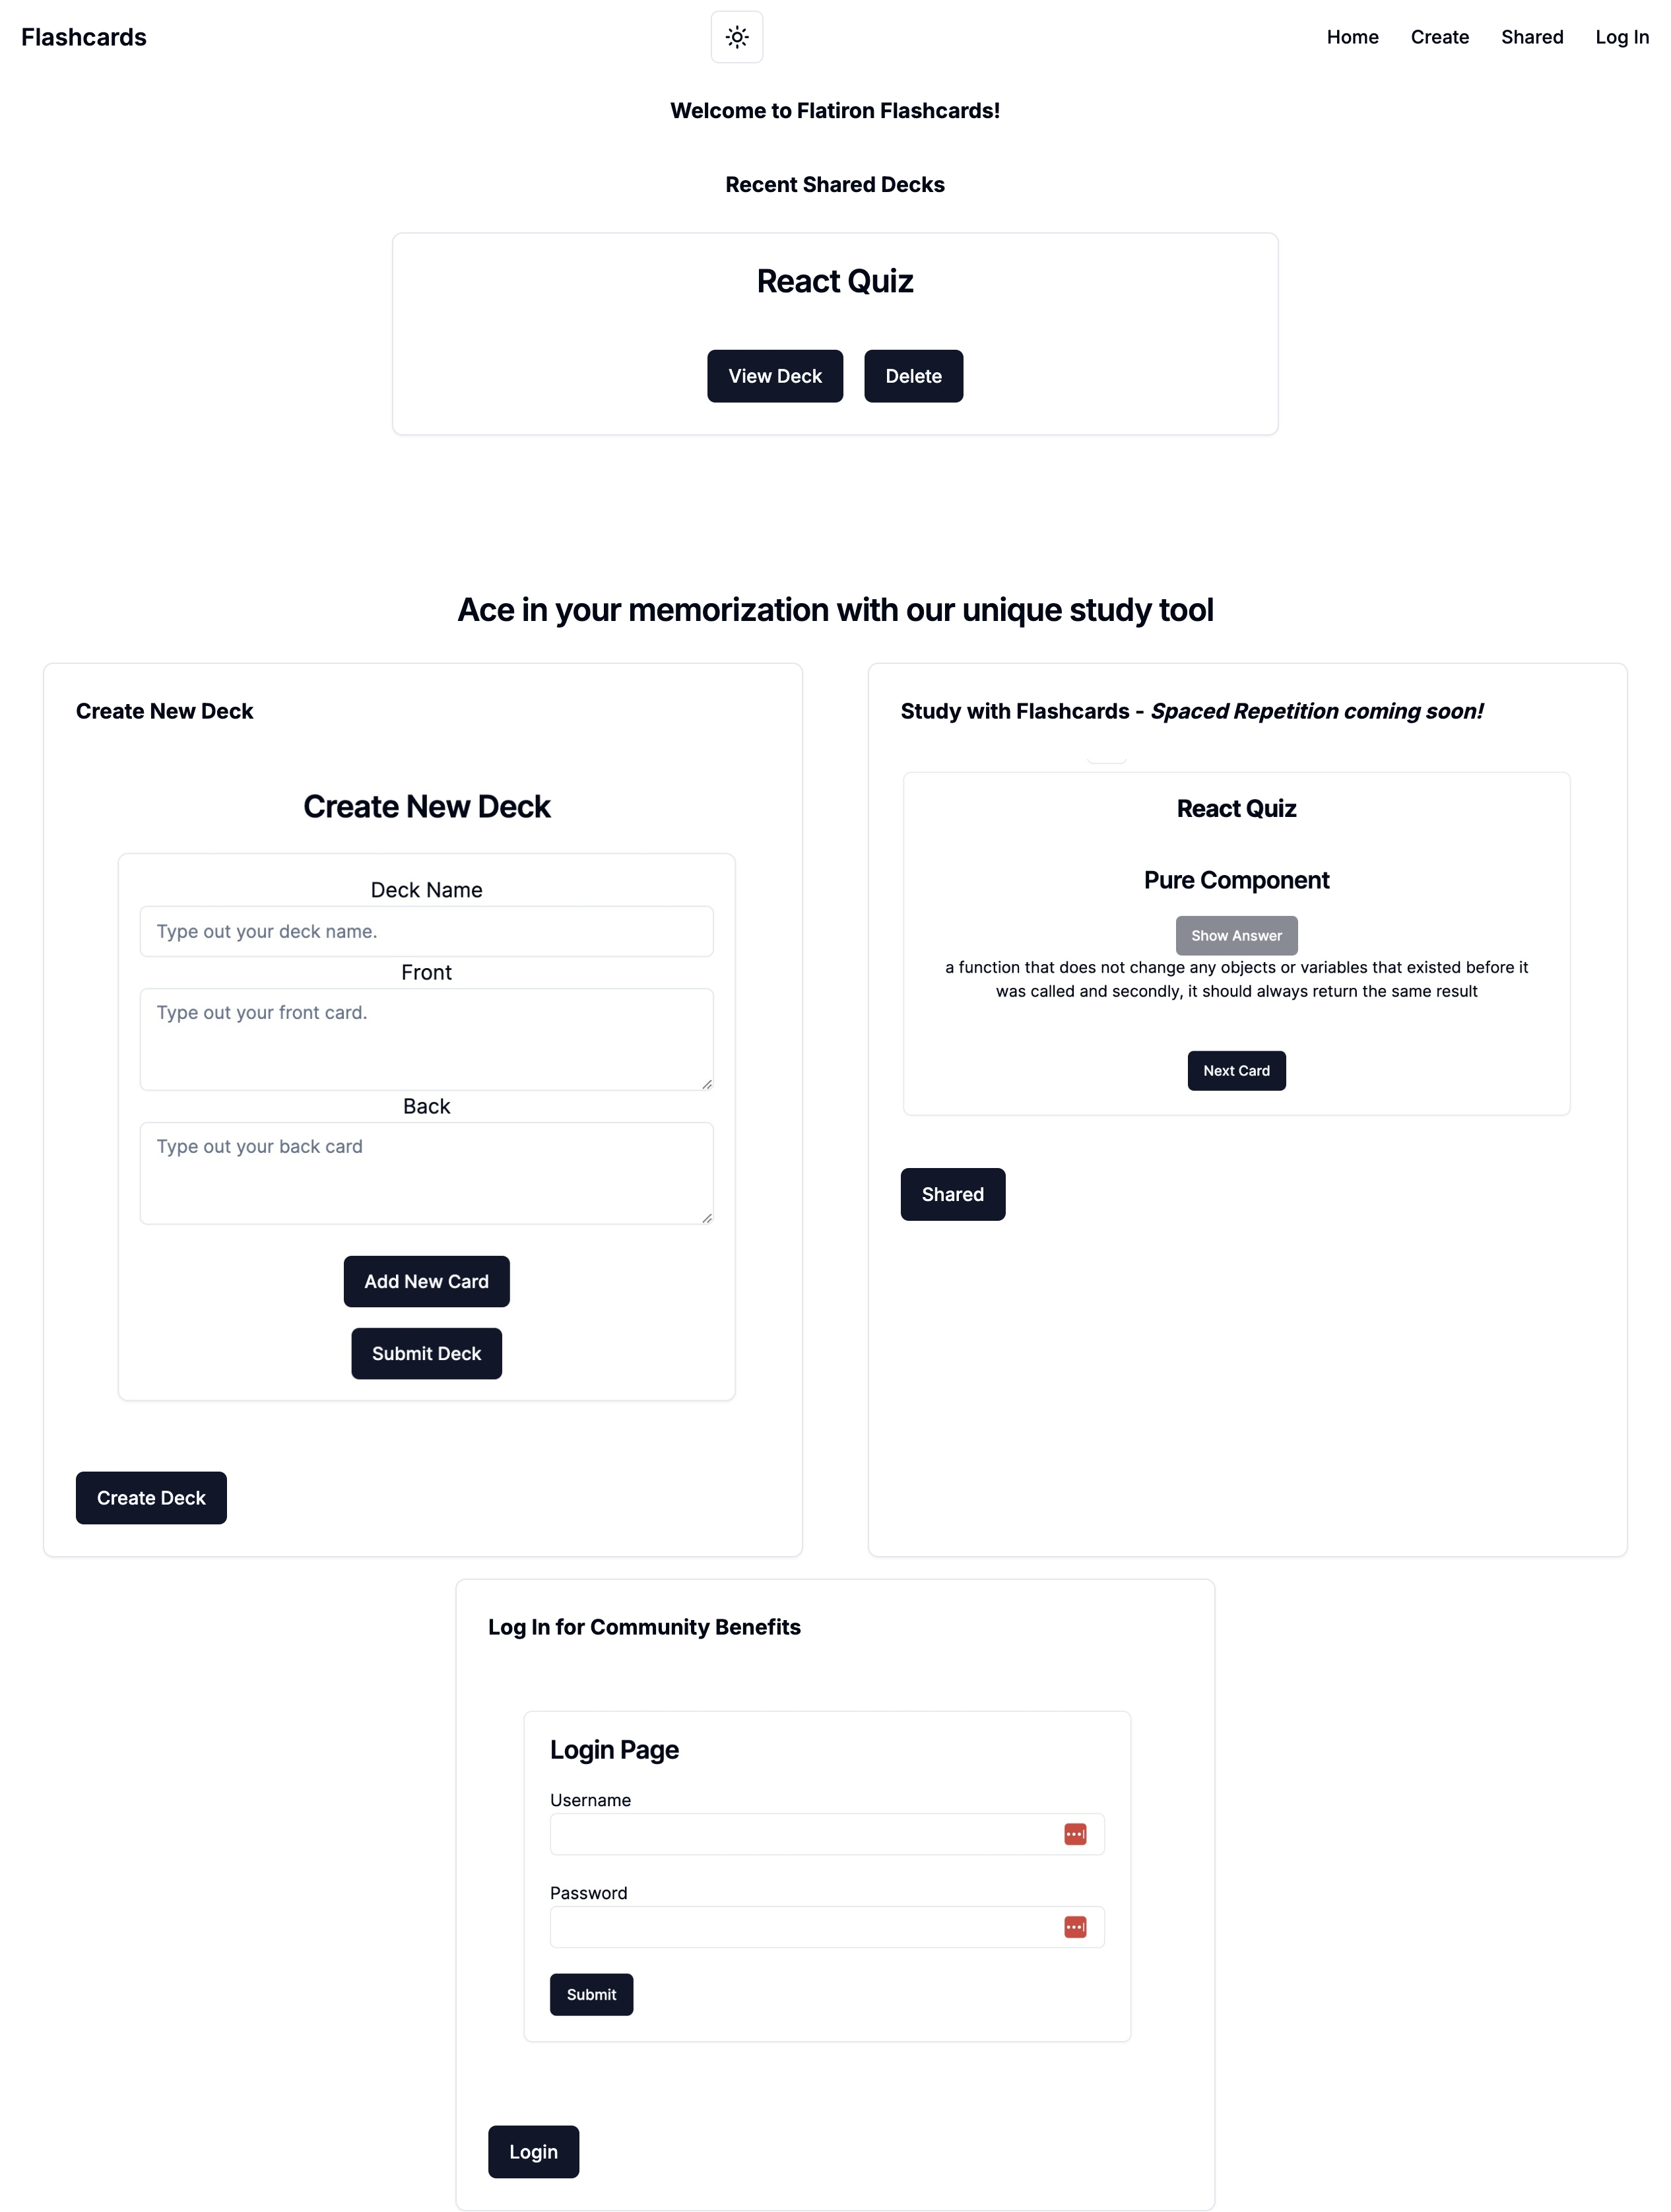 Flashcards
Home
Create
Shared
Log In
Welcome to Flatiron Flashcards!
Recent Shared Decks
React Quiz
View Deck
Delete
Ace in your memorization with our unique study tool
Create New Deck
Create New Deck
Deck Name
Type out your deck name.
Front
Type out your front card.
Back
Type out your back card
Add New Card
Submit Deck
Create Deck
Study with Flashcards - Spaced Repetition coming soon!
React Quiz
Pure Component
Show Answer
a function that does not change any objects or variables that existed before it
was called and secondly, it should always return the same result
Next Card
Shared
Log In for Community Benefits
Login Page
Username
Password
Submit
Login